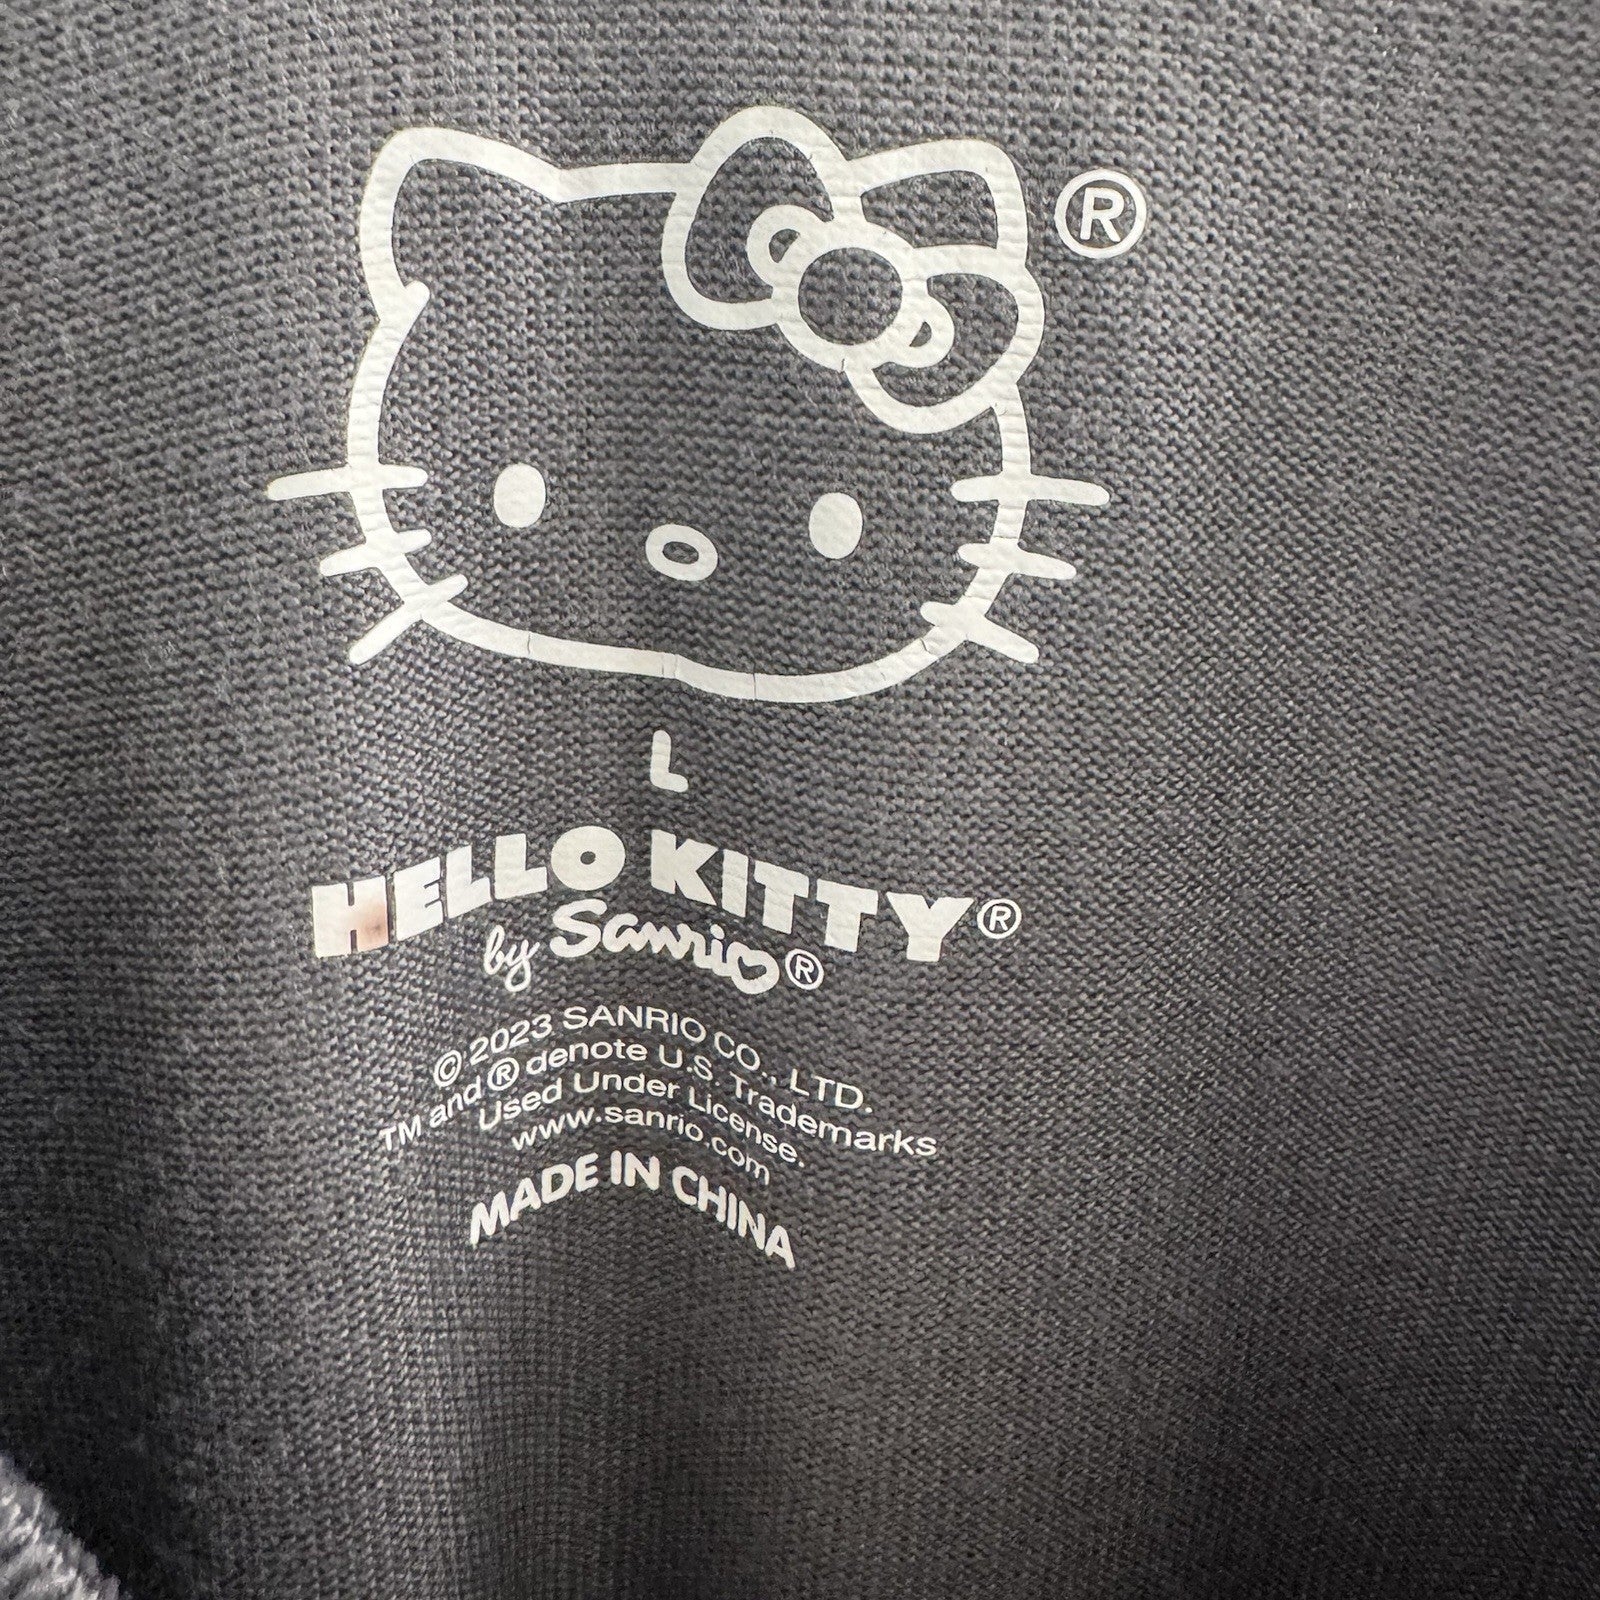 ®
L
HELLO KITTY®
by Sanrio®
© 2023 SANRIO CO., LTD.
TM and ® denote U.S. Trademarks
Used Under License.
www.sanrio.com
MADE IN CHINA